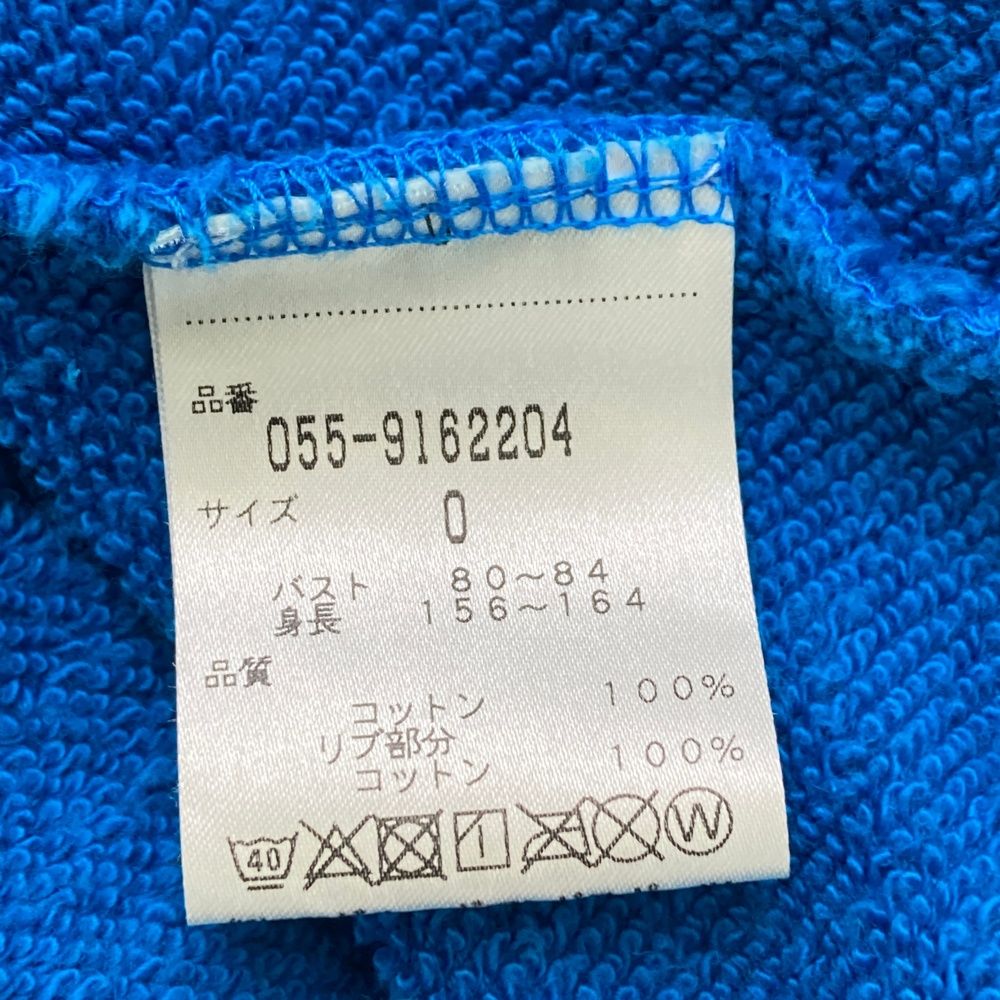 品番
055-9162204
サイズ 0
バスト 80～84
身長 156～164
品質
コットン 100%
リブ部分
コットン 100%
40 W